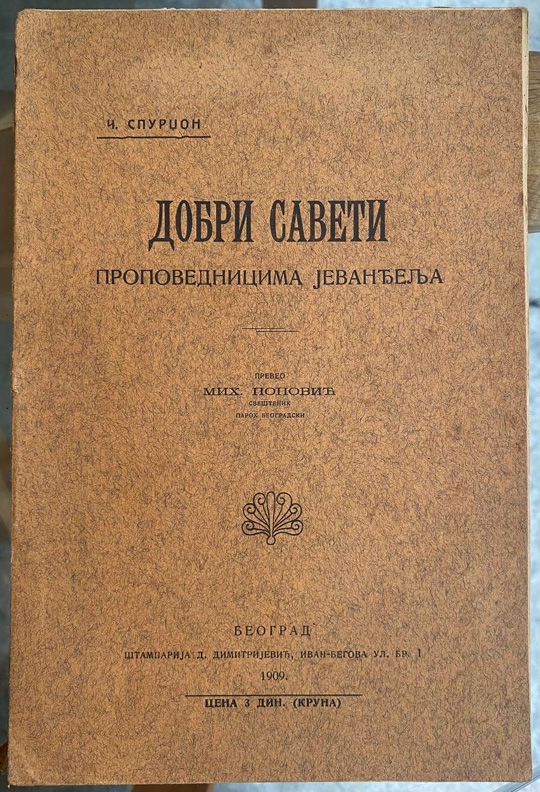 Ч. СПУРЏОН
ДОБРИ САВЕТИ
ПРОПОВЕДНИЦИМА ЈЕВАНЂЕЉА
ПРЕВЕО
МИХ. ПОПОВИЋ
СВЕШТЕНИК
ПАРОХ БЕОГРАДСКИ
БЕОГРАД
ШТАМПАРИЈА Д. ДИМИТРИЈЕВИЋ, ИВАН-БЕГОВА УЛ. БР. 1
1909.
ЦЕНА 3 ДИН. (КРУНА)